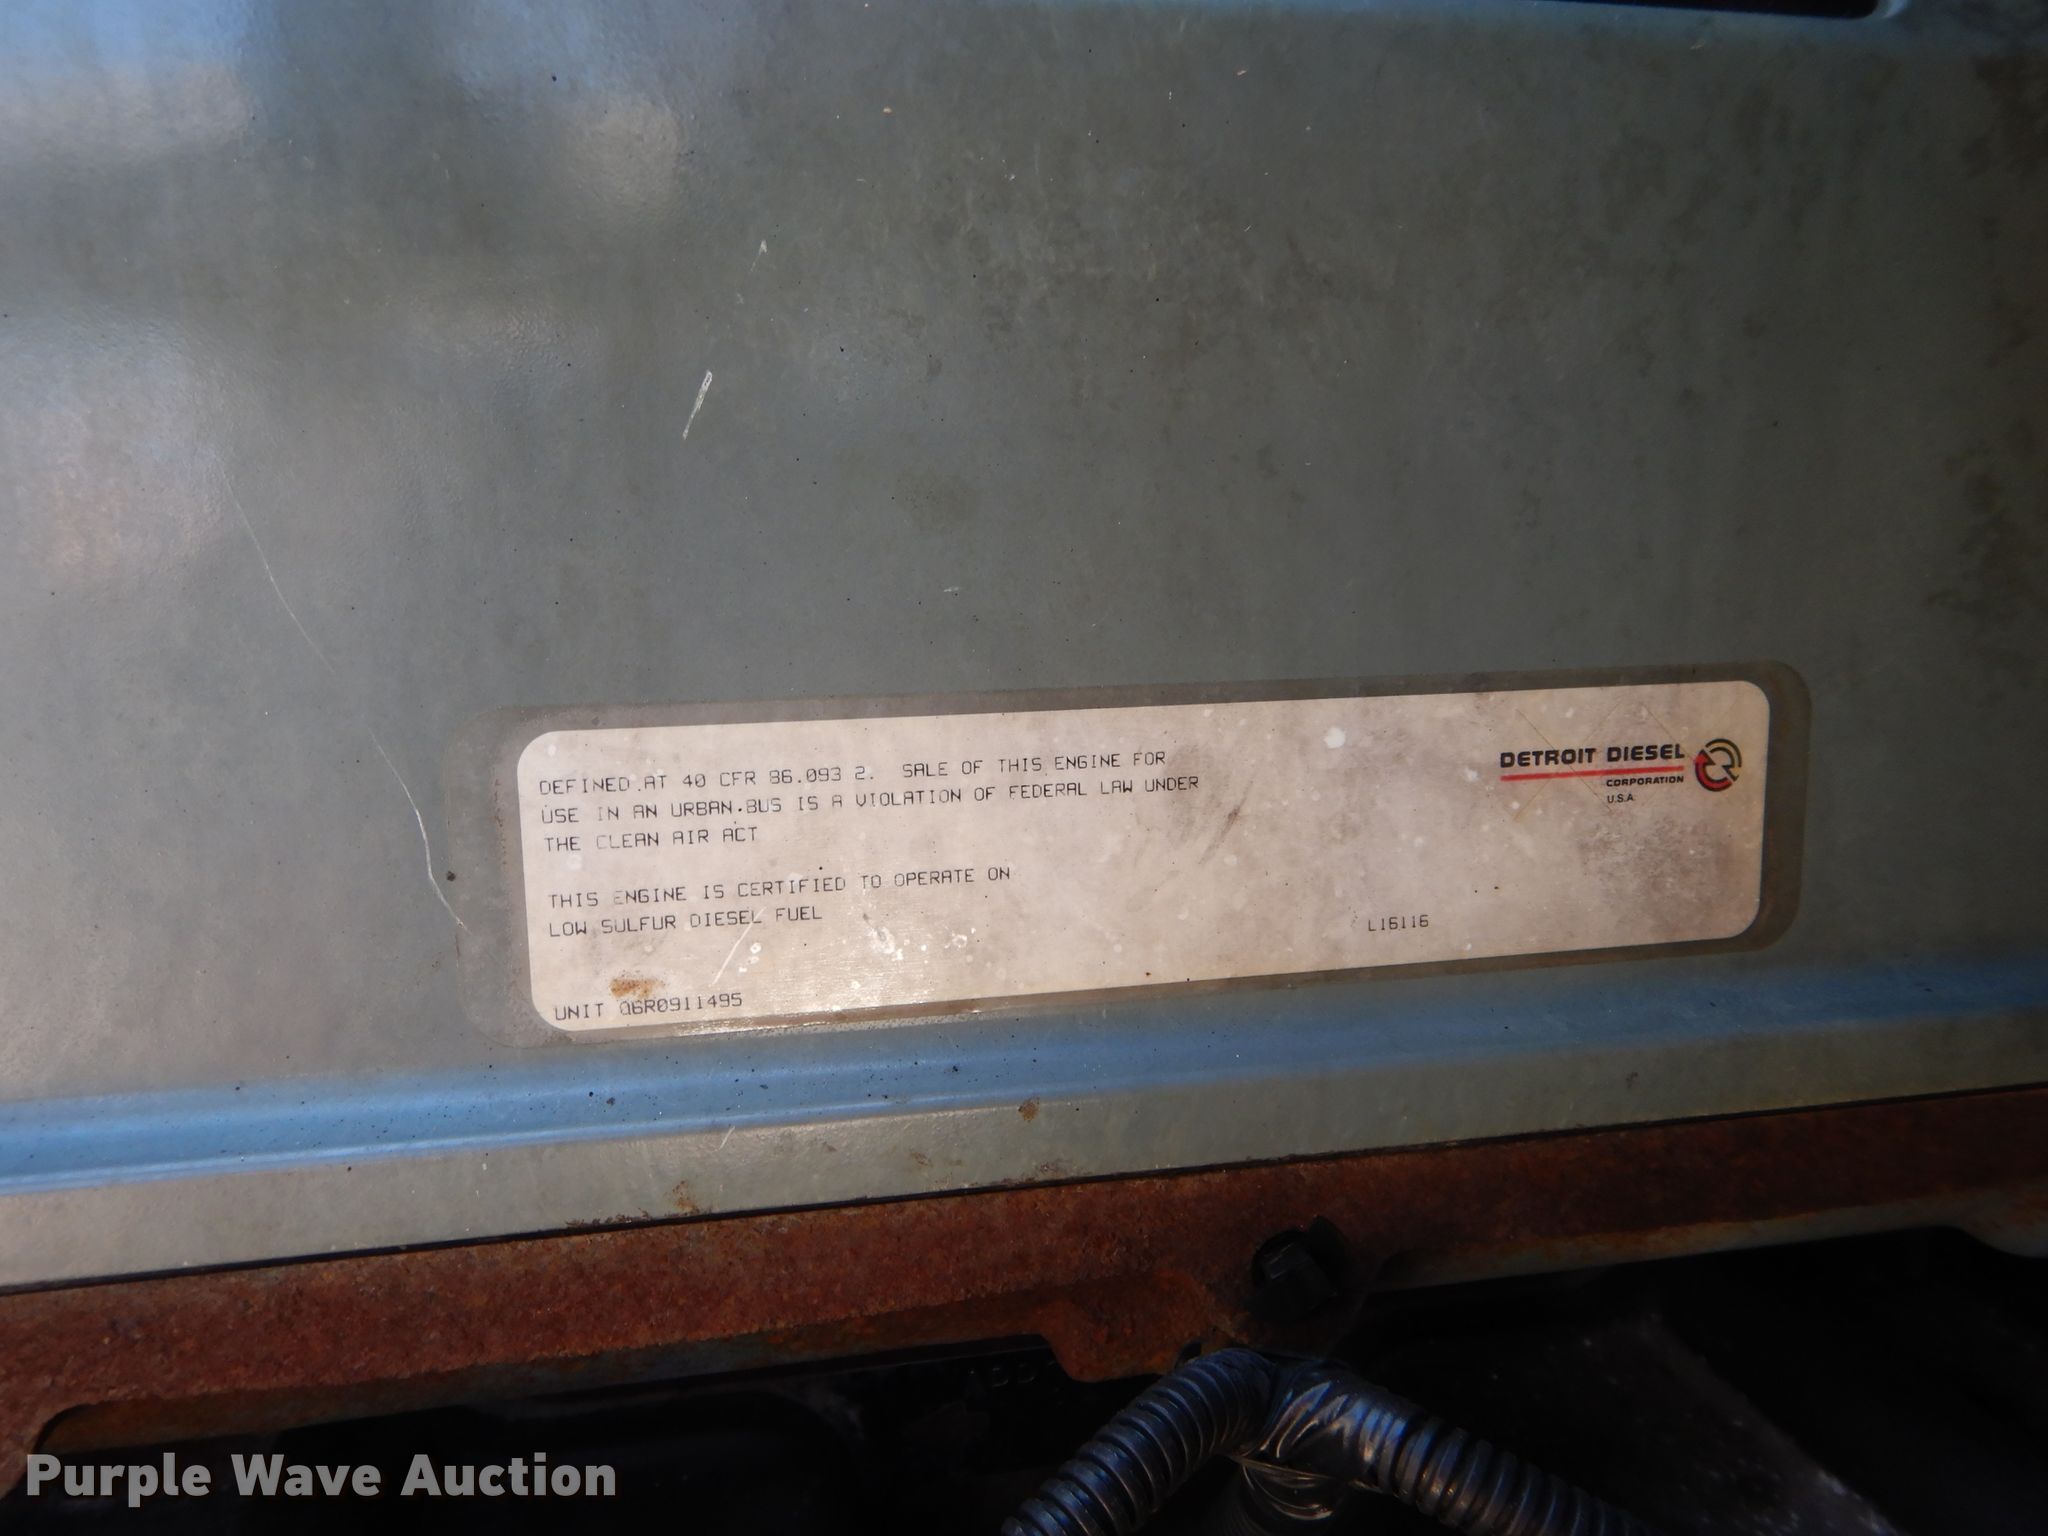 DEFINED AT 40 CFR 86.093 2. SALE OF THIS ENGINE FOR
USE IN AN URBAN BUS IS A VIOLATION OF FEDERAL LAW UNDER
THE CLEAN AIR ACT
THIS ENGINE IS CERTIFIED TO OPERATE ON
LOW SULFUR DIESEL FUEL
UNIT 06R0911495
L16116
DETROIT DIESEL
CORPORATION
U.S.A.
Purple Wave Auction